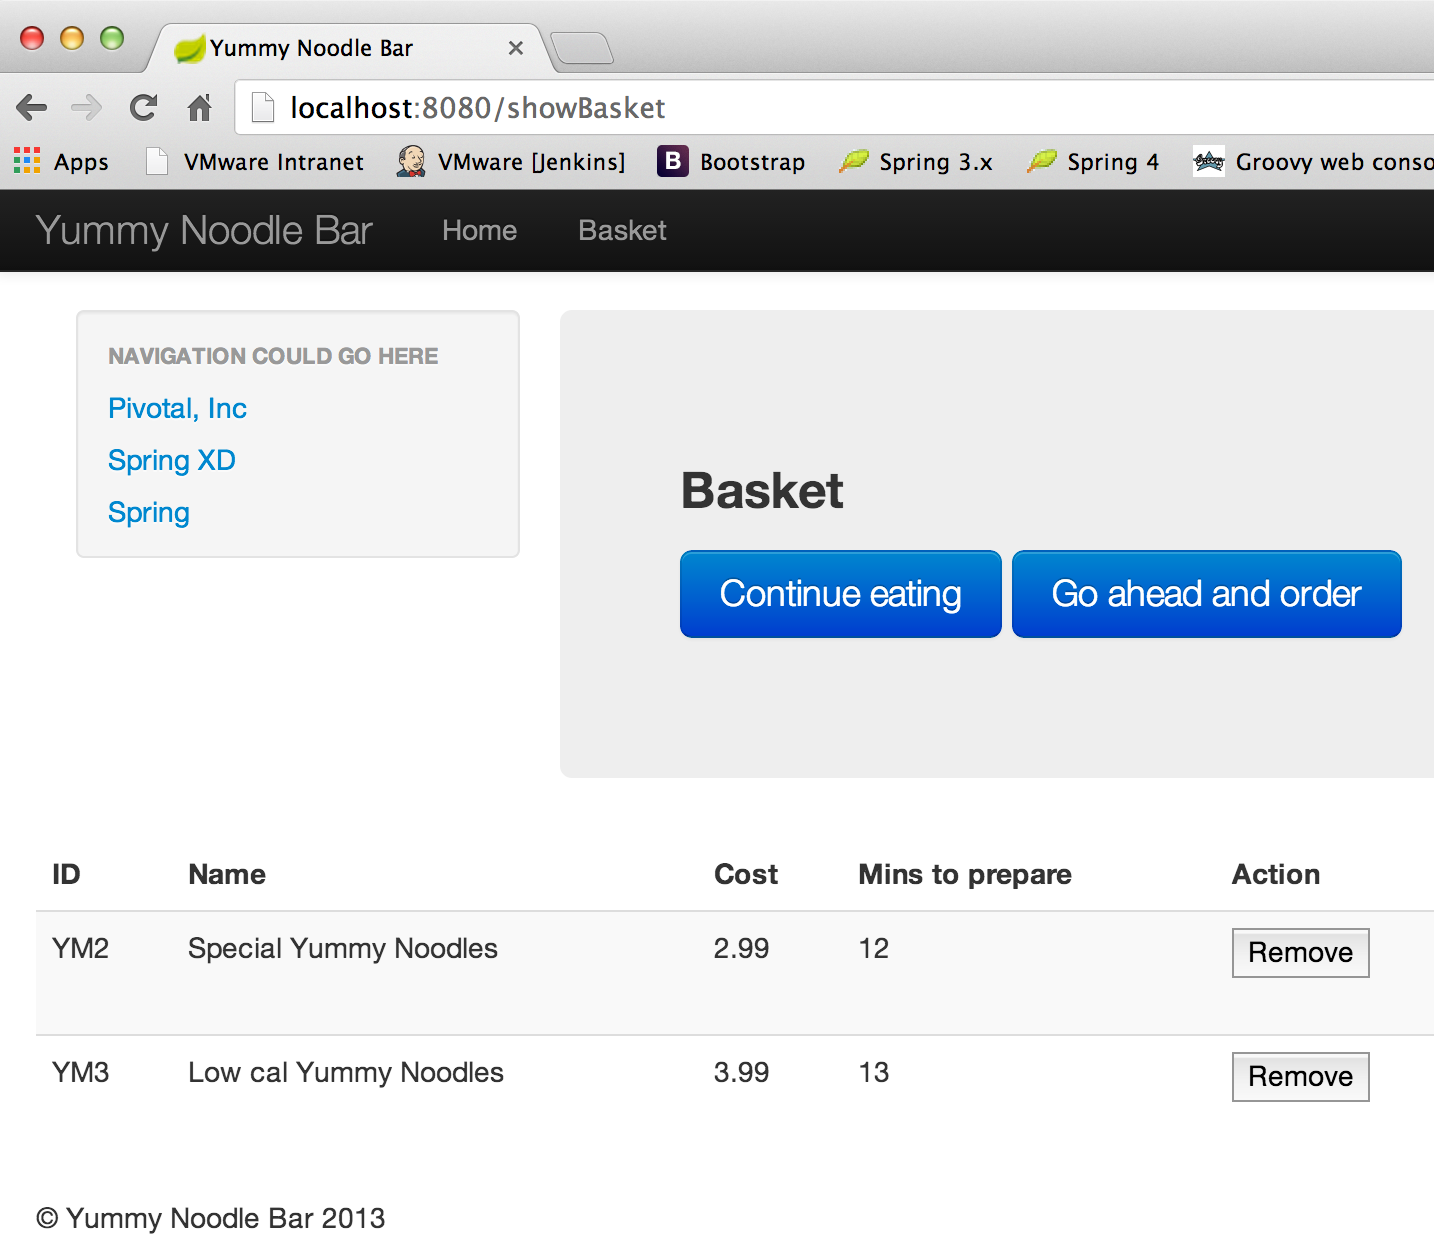 Yummy Noodle Bar
localhost:8080/showBasket
Apps VMware Intranet VMware [Jenkins] B Bootstrap Spring 3.x Spring 4 Groovy web conso
Yummy Noodle Bar Home Basket
NAVIGATION COULD GO HERE
Pivotal, Inc
Spring XD
Spring
Basket
Continue eating Go ahead and order
ID Name Cost Mins to prepare Action
YM2 Special Yummy Noodles 2.99 12 Remove
YM3 Low cal Yummy Noodles 3.99 13 Remove
© Yummy Noodle Bar 2013